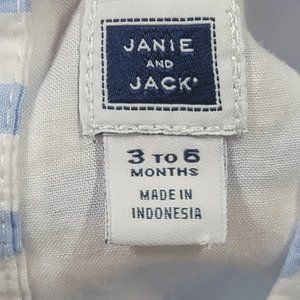 JANIE
AND
JACK®
3 TO 6
MONTHS
MADE IN
INDONESIA